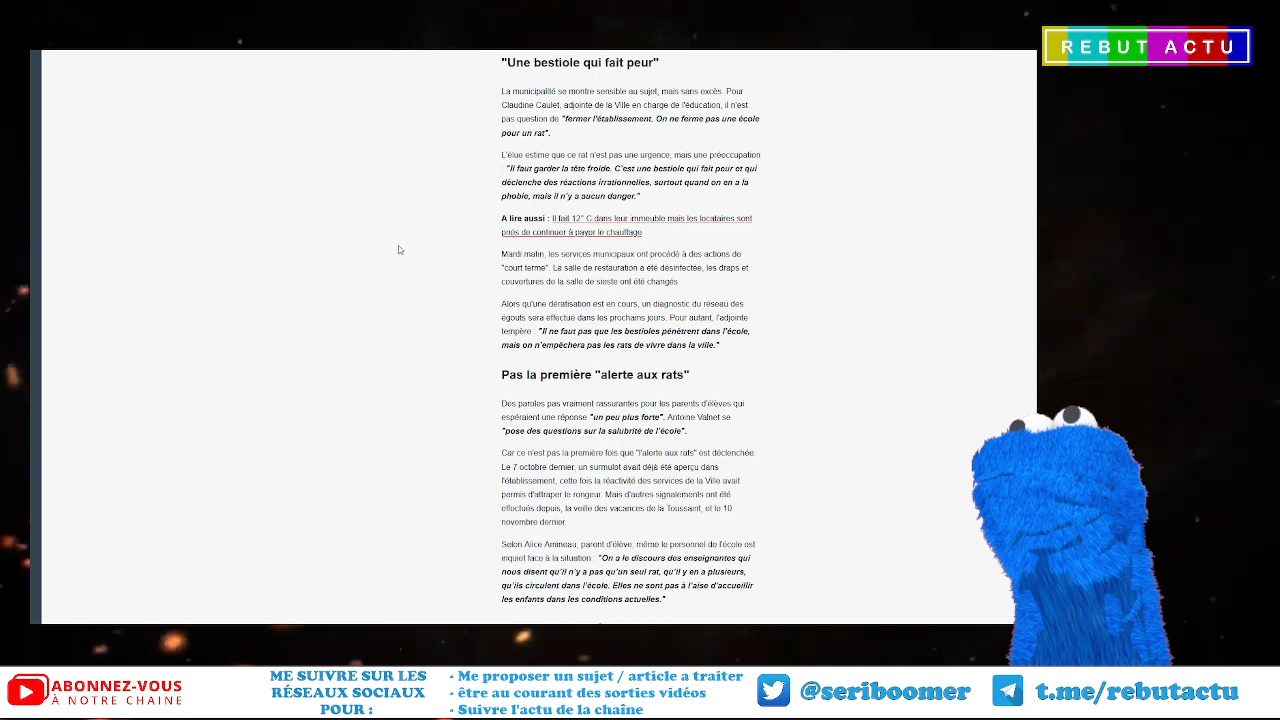 REBUT ACTU
"Une bestiole qui fait peur"
La municipalité se montre sensible au sujet, mais sans excès. Pour
Claudine Caulet, adjointe de la Ville en charge de l'éducation, il n'est
pas question de "fermer l'établissement. On ne ferme pas une école
pour un rat".
L'élue estime que ce rat n'est pas une urgence, mais une préoccupation
: "Il faut garder la tête froide. C'est une bestiole qui fait peur et qui
déclenche des réactions irrationnelles, surtout quand on en a la
phobie, mais il n'y a aucun danger."
A lire aussi : Il fait 12° C dans leur immeuble mais les locataires sont
priés de continuer à payer le chauffage
Mardi matin, les services municipaux ont procédé à des actions de
"court terme". La salle de restauration a été désinfectée, les draps et
couvertures de la salle de sieste ont été changés.
Alors qu'une dératisation est en cours, un diagnostic du réseau des
égouts sera effectué dans les prochains jours. Pour autant, l'adjointe
tempère : "Il ne faut pas que les bestioles pénètrent dans l'école,
mais on n'empêchera pas les rats de vivre dans la ville."
Pas la première "alerte aux rats"
Des paroles pas vraiment rassurantes pour les parents d'élèves qui
espéraient une réponse "un peu plus forte". Antoine Valnet se
"pose des questions sur la salubrité de l'école".
Car ce n'est pas la première fois que "l'alerte aux rats" est déclenchée.
Le 7 octobre dernier, un surmulot avait déjà été aperçu dans
l'établissement, cette fois la réactivité des services de la Ville avait
permis d'attraper le rongeur. Mais d'autres signalements ont été
effectués depuis, la veille des vacances de la Toussaint, et le 10
novembre dernier.
Selon Alice Amineau, parent d'élève, même le personnel de l'école est
inquiet face à la situation : "On a le discours des enseignantes qui
nous disent qu'il n'y a pas qu'un seul rat, qu'il y en a plusieurs,
qu'ils circulent dans l'école. Elles ne sont pas à l'aise d'accueillir
les enfants dans les conditions actuelles."
ABONNEZ-VOUS
À NOTRE CHAINE
ME SUIVRE SUR LES
RÉSEAUX SOCIAUX
POUR :
- Me proposer un sujet / article a traiter
- être au courant des sorties vidéos
- Suivre l'actu de la chaîne
@seriboomer
t.me/rebutactu